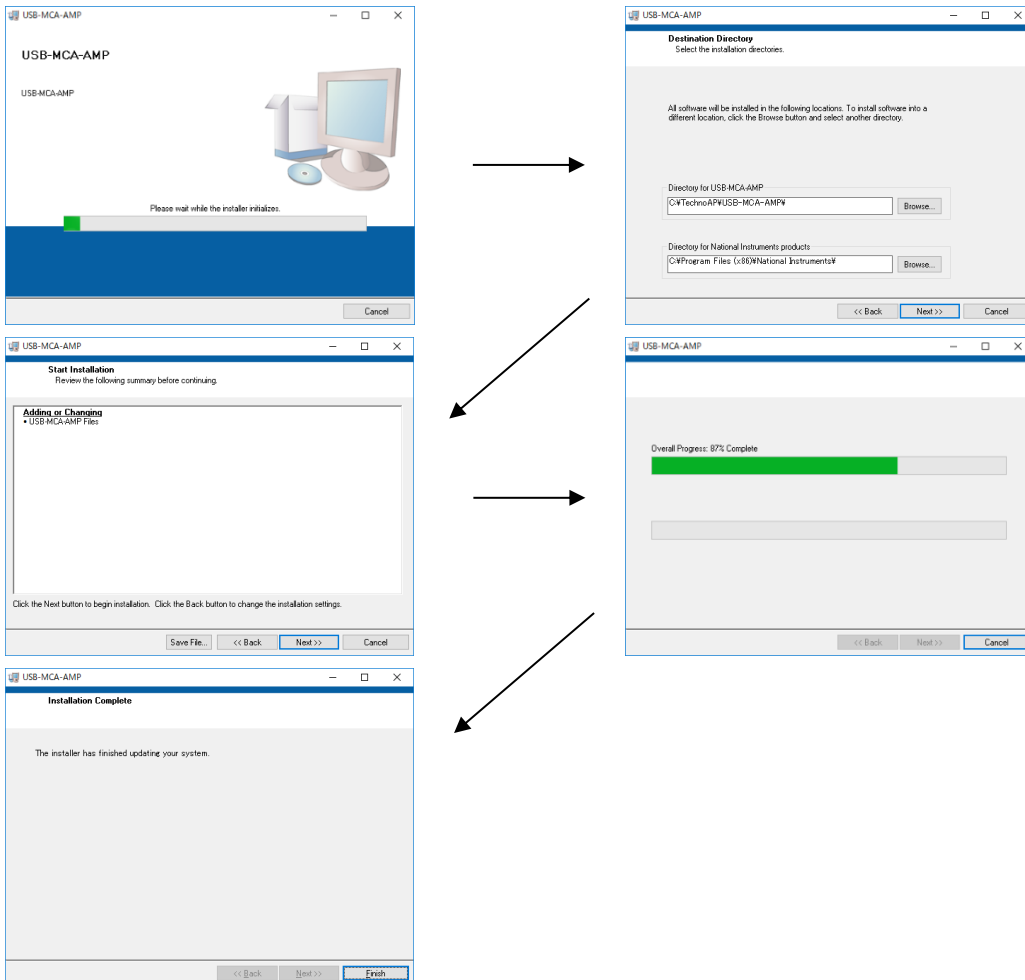 USB-MCA-AMP
USB-MCA-AMP
USB-MCA-AMP
Please wait while the installer initializes.
Cancel
USB-MCA-AMP
Destination Directory
Select the installation directories.
All software will be installed in the following locations. To install software into a
different location, click the Browse button and select another directory.
Directory for USB-MCA-AMP
C:¥TechnoAP¥USB-MCA-AMP¥
Browse...
Directory for National Instruments products
C:¥Program Files (x86)¥National Instruments¥
Browse...
<< Back Next >> Cancel
USB-MCA-AMP
Start Installation
Review the following summary before continuing.
Adding or Changing
• USB-MCA-AMP Files
Click the Next button to begin installation. Click the Back button to change the installation settings.
Save File... << Back Next >> Cancel
USB-MCA-AMP
Overall Progress: 87% Complete
<< Back Next >> Cancel
USB-MCA-AMP
Installation Complete
The installer has finished updating your system.
<< Back Next >> Finish